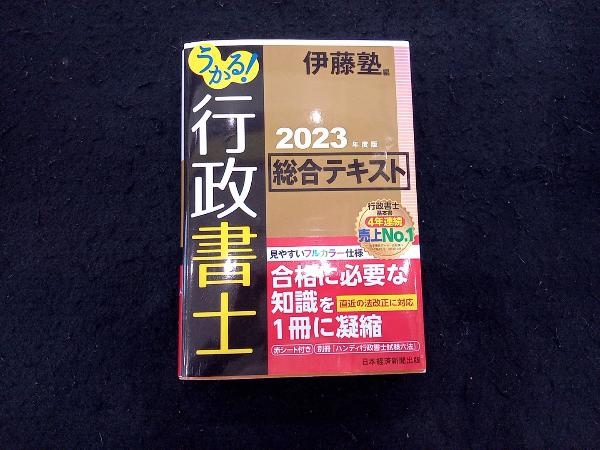 うかる!
行政書士
伊藤塾 編
2023年度版
総合テキスト
行政書士
基本書
4年連続
売上No.1
見やすいフルカラー仕様
合格に必要な
知識を
直近の法改正に対応
1冊に凝縮
赤シート付き
別冊「ハンディ行政書士試験六法」
日本経済新聞出版